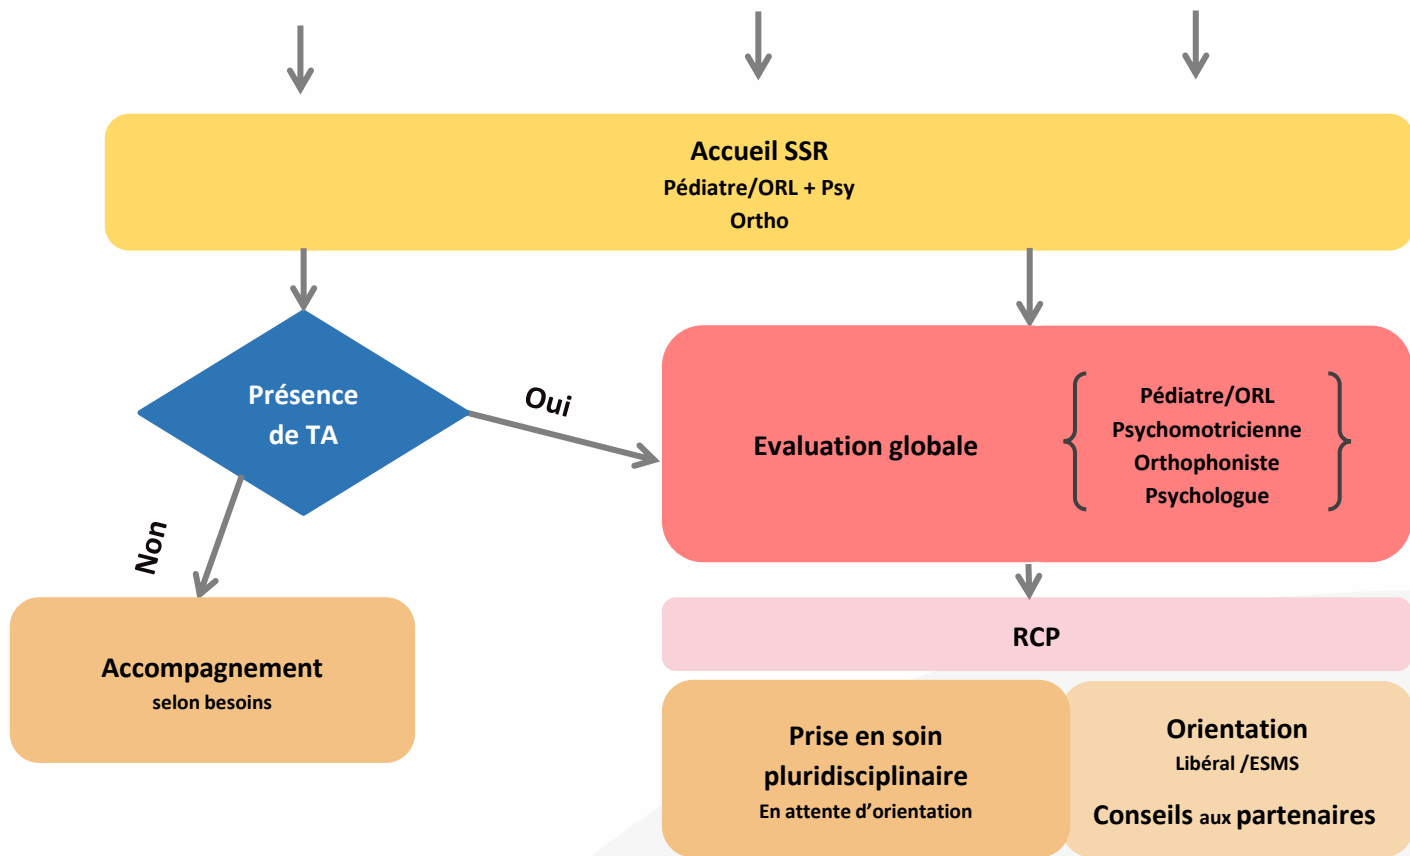 Accueil SSR
Pédiatre/ORL + Psy
Ortho
Présence
de TA
Oui
Non
Evaluation globale
Pédiatre/ORL
Psychomotricienne
Orthophoniste
Psychologue
Accompagnement
selon besoins
RCP
Prise en soin
pluridisciplinaire
En attente d'orientation
Orientation
Libéral /ESMS
Conseils aux partenaires